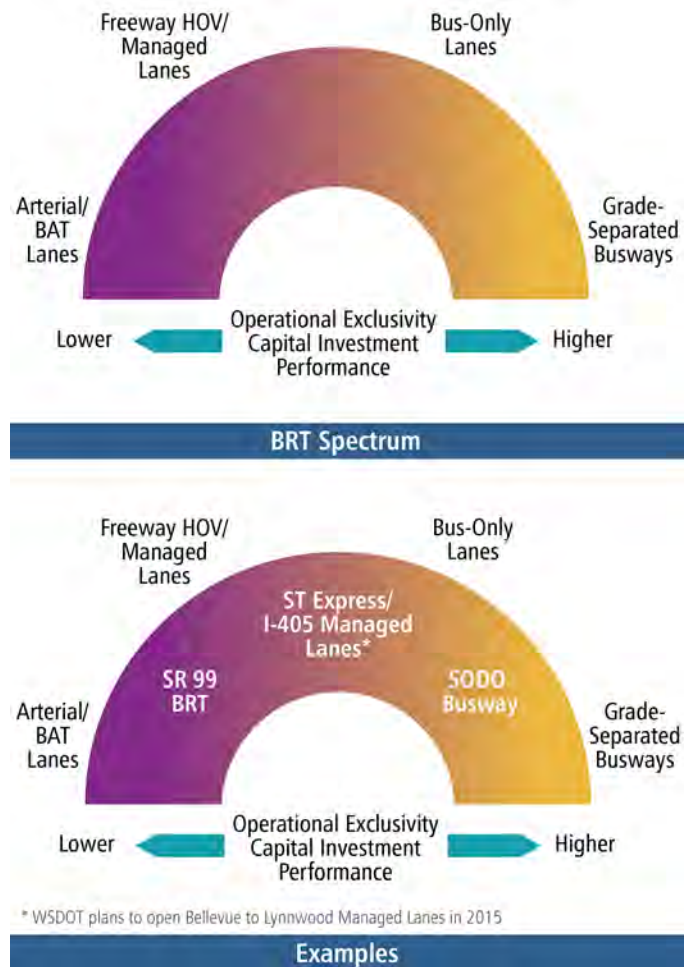 Freeway HOV/
Managed
Lanes
Bus-Only
Lanes
Arterial/
BAT
Lanes
Grade-
Separated
Busways
Lower
Operational Exclusivity
Capital Investment
Performance
Higher
BRT Spectrum
Freeway HOV/
Managed
Lanes
Bus-Only
Lanes
ST Express/
I-405 Managed
Lanes*
SR 99
BRT
SODO
Busway
Arterial/
BAT
Lanes
Grade-
Separated
Busways
Lower
Operational Exclusivity
Capital Investment
Performance
Higher
* WSDOT plans to open Bellevue to Lynnwood Managed Lanes in 2015
Examples